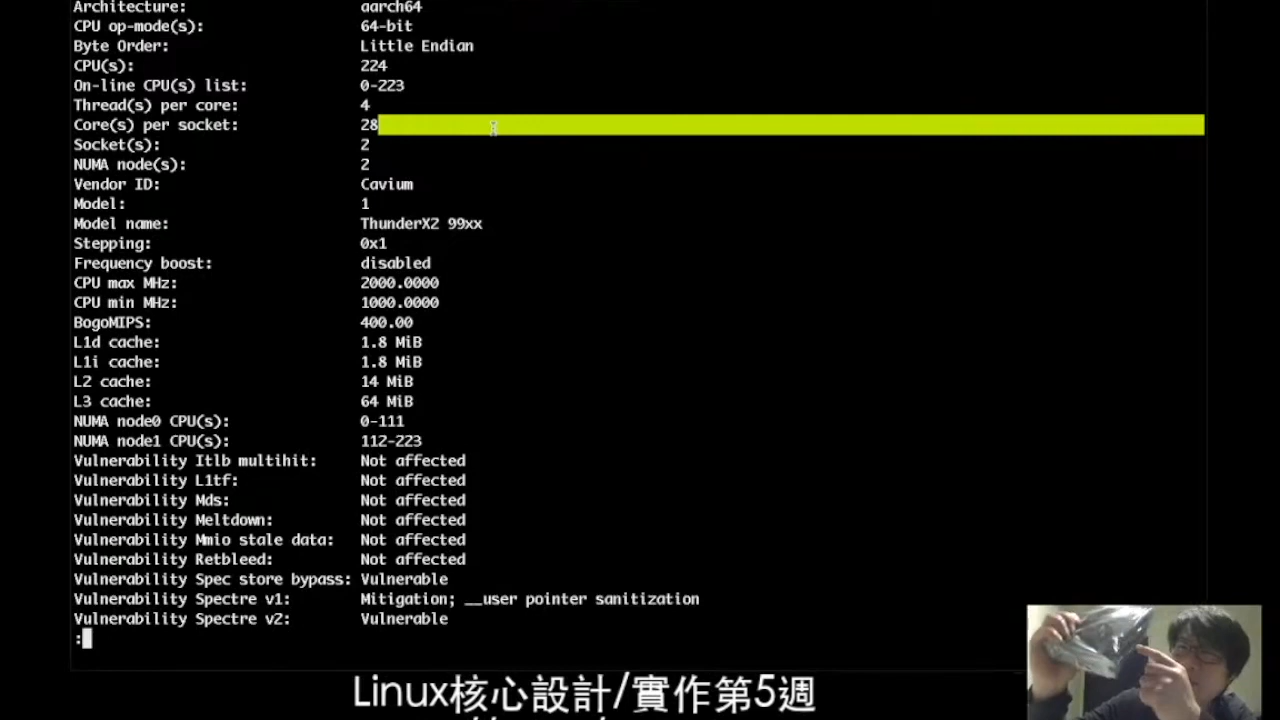 Architecture: aarch64
CPU op-mode(s): 64-bit
Byte Order: Little Endian
CPU(s): 224
On-line CPU(s) list: 0-223
Thread(s) per core: 4
Core(s) per socket: 28
Socket(s): 2
NUMA node(s): 2
Vendor ID: Cavium
Model: 1
Model name: ThunderX2 99xx
Stepping: 0x1
Frequency boost: disabled
CPU max MHz: 2000.0000
CPU min MHz: 1000.0000
BogoMIPS: 400.00
L1d cache: 1.8 MiB
L1i cache: 1.8 MiB
L2 cache: 14 MiB
L3 cache: 64 MiB
NUMA node0 CPU(s): 0-111
NUMA node1 CPU(s): 112-223
Vulnerability Itlb multihit: Not affected
Vulnerability L1tf: Not affected
Vulnerability Mds: Not affected
Vulnerability Meltdown: Not affected
Vulnerability Mmio stale data: Not affected
Vulnerability Retbleed: Not affected
Vulnerability Spec store bypass: Vulnerable
Vulnerability Spectre v1: Mitigation; __user pointer sanitization
Vulnerability Spectre v2: Vulnerable
:
Linux核心設計/實作第5週